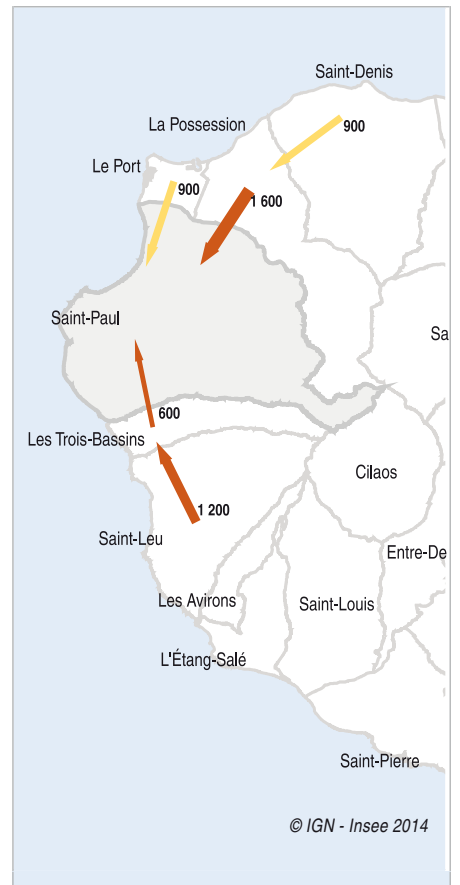 Saint-Denis
La Possession
900
Le Port
900
1 600
Saint-Paul
Sa
600
Les Trois-Bassins
Cilaos
1 200
Saint-Leu
Entre-De
Les Avirons
Saint-Louis
L'Étang-Salé
Saint-Pierre
© IGN - Insee 2014